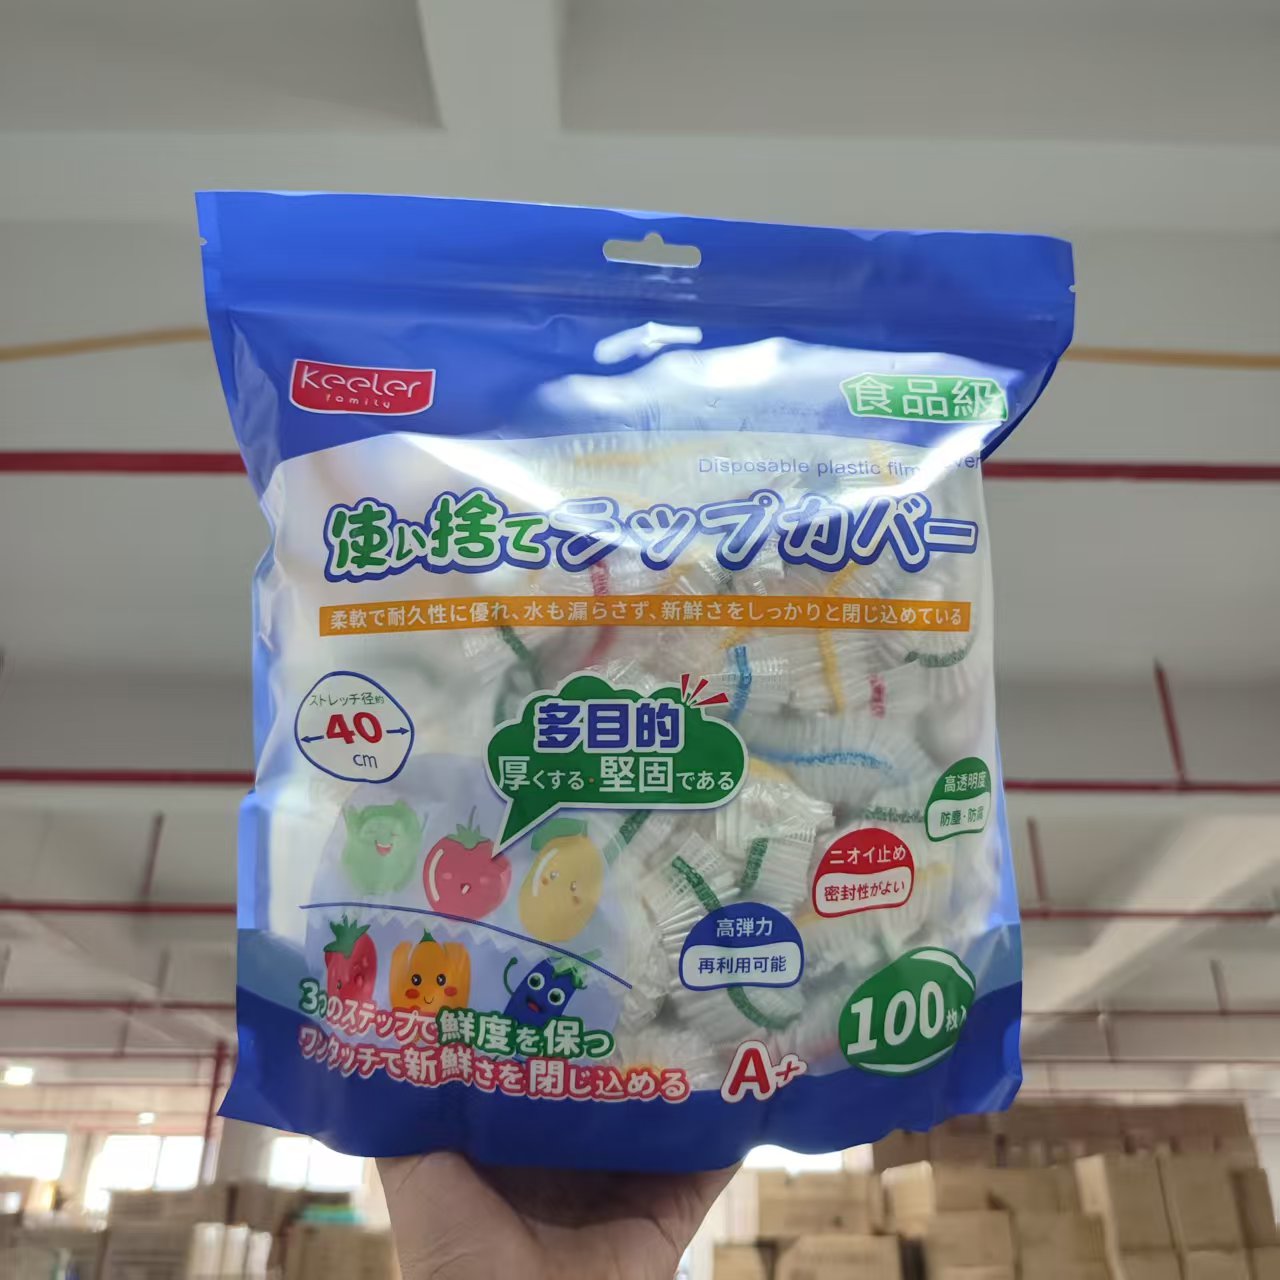 Keeler
family
食品級
Disposable plastic film
使い捨てラップカバー
柔軟で耐久性に優れ、水も漏らさず、新鮮さをしっかりと閉じ込めている
ストレッチ径約
40
cm
多目的
厚くする・堅固である
高透明度
防塵・防腐
ニオイ止め
密封性がよい
高弾力
再利用可能
100枚入
3つのステップで鮮度を保つ
ワンタッチで新鮮さを閉じ込める
A+